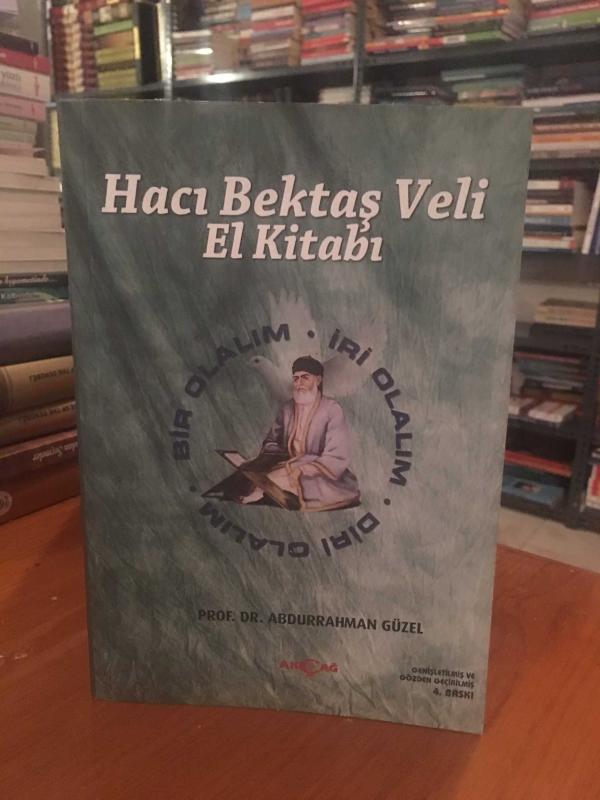 Hacı Bektaş Veli
El Kitabı
BİR OLALIM • İRİ OLALIM • DİRİ OLALIM •
PROF. DR. ABDURRAHMAN GÜZEL
AKÇAĞ
GENİŞLETİLMİŞ VE
GÖZDEN GEÇİRİLMİŞ
4. BASKI